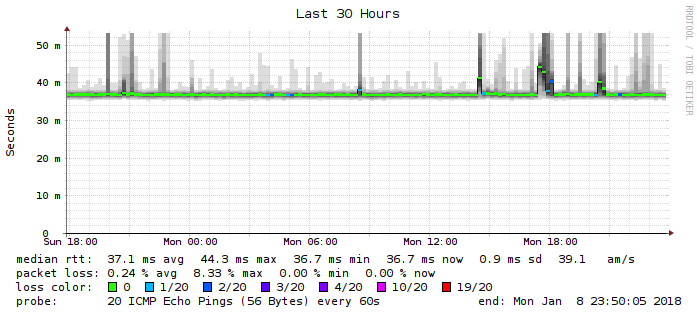 Last 30 Hours
RRDTOOL / TOBI OETIKER
Seconds
50 m
40 m
30 m
20 m
10 m
0
Sun 18:00 Mon 00:00 Mon 06:00 Mon 12:00 Mon 18:00
median rtt: 37.1 ms avg 44.3 ms max 36.7 ms min 36.7 ms now 0.9 ms sd 39.1 am/s
packet loss: 0.24 % avg 8.33 % max 0.00 % min 0.00 % now
loss color: 0 1/20 2/20 3/20 4/20 10/20 19/20
probe: 20 ICMP Echo Pings (56 Bytes) every 60s end: Mon Jan 8 23:50:05 2018